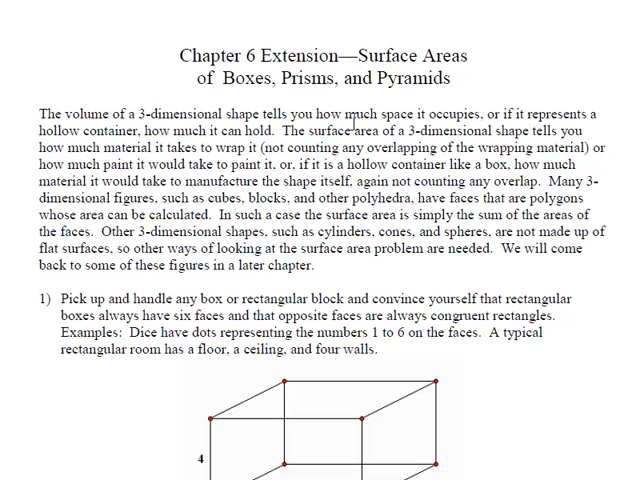 Chapter 6 Extension—Surface Areas
of Boxes, Prisms, and Pyramids
The volume of a 3-dimensional shape tells you how much space it occupies, or if it represents a
hollow container, how much it can hold. The surface area of a 3-dimensional shape tells you
how much material it takes to wrap it (not counting any overlapping of the wrapping material) or
how much paint it would take to paint it, or, if it is a hollow container like a box, how much
material it would take to manufacture the shape itself, again not counting any overlap. Many 3-
dimensional figures, such as cubes, blocks, and other polyhedra, have faces that are polygons
whose area can be calculated. In such a case the surface area is simply the sum of the areas of
the faces. Other 3-dimensional shapes, such as cylinders, cones, and spheres, are not made up of
flat surfaces, so other ways of looking at the surface area problem are needed. We will come
back to some of these figures in a later chapter.
1) Pick up and handle any box or rectangular block and convince yourself that rectangular
boxes always have six faces and that opposite faces are always congruent rectangles.
Examples: Dice have dots representing the numbers 1 to 6 on the faces. A typical
rectangular room has a floor, a ceiling, and four walls.
4